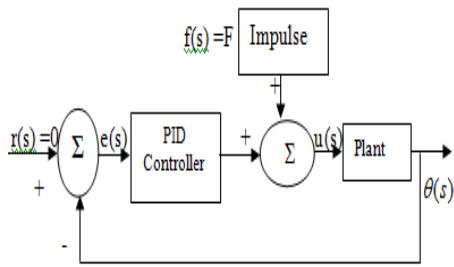 f(s) =F
Impulse
+
r(s) =0
Σ
e(s)
PID
Controller
+
Σ
u(s)
Plant
+
θ(s)
-